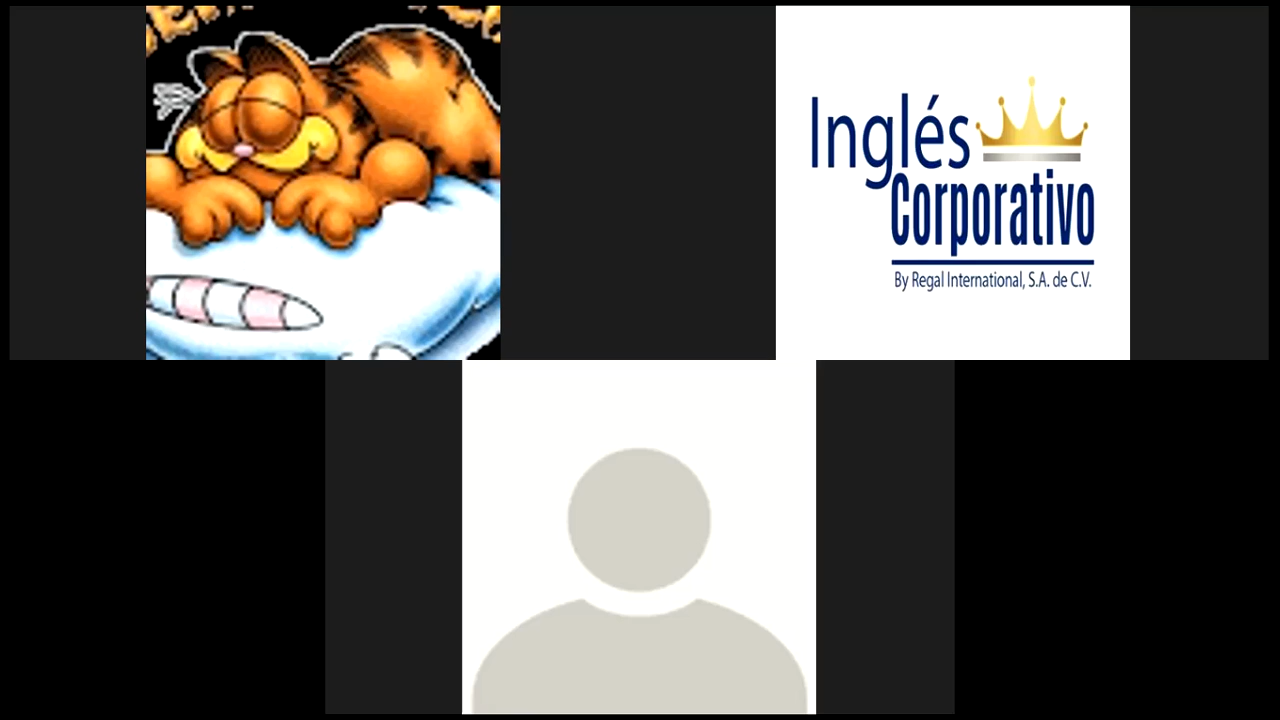 Inglés
Corporativo
By Regal International, S.A. de C.V.